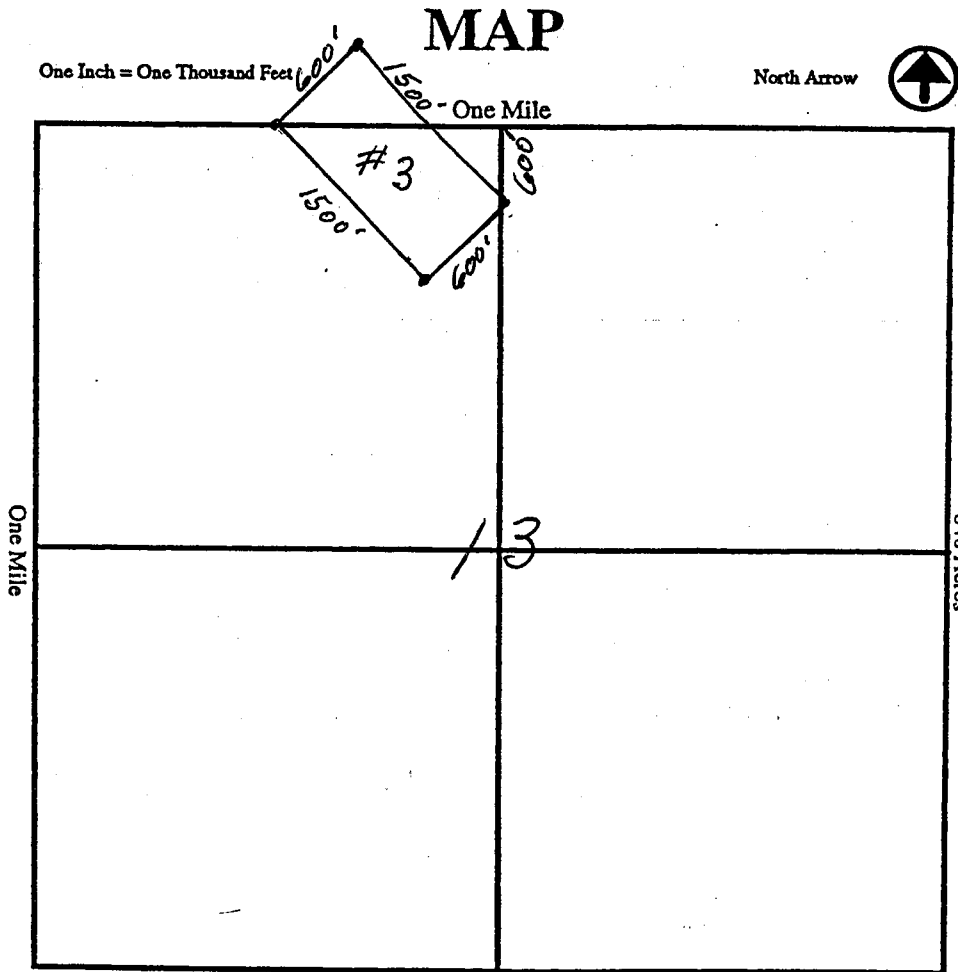 MAP
One Inch = One Thousand Feet
600'
North Arrow
1500'
One Mile
600'
#3
1500'
600'
One Mile
13